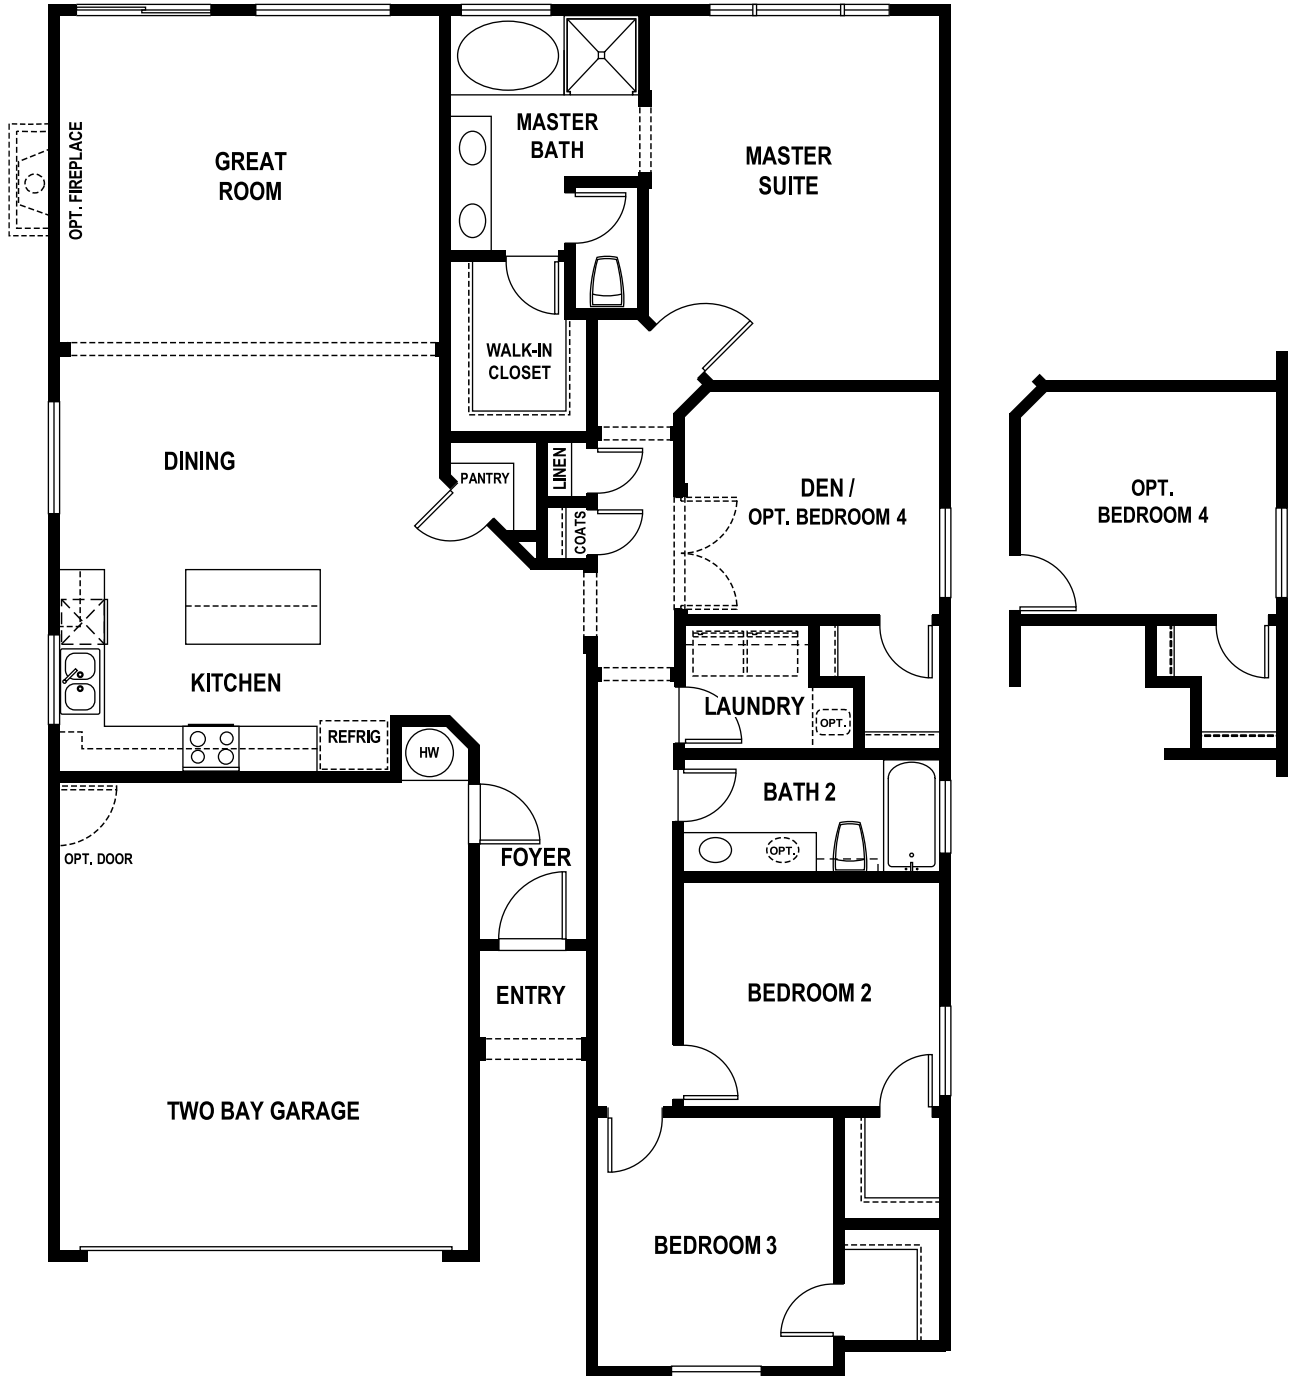 OPT. FIREPLACE
GREAT
ROOM
MASTER
BATH
MASTER
SUITE
WALK-IN
CLOSET
DINING
PANTRY
LINEN
COATS
DEN /
OPT. BEDROOM 4
OPT.
BEDROOM 4
KITCHEN
REFRIG
HW
LAUNDRY
OPT.
OPT. DOOR
FOYER
BATH 2
OPT.
ENTRY
BEDROOM 2
TWO BAY GARAGE
BEDROOM 3